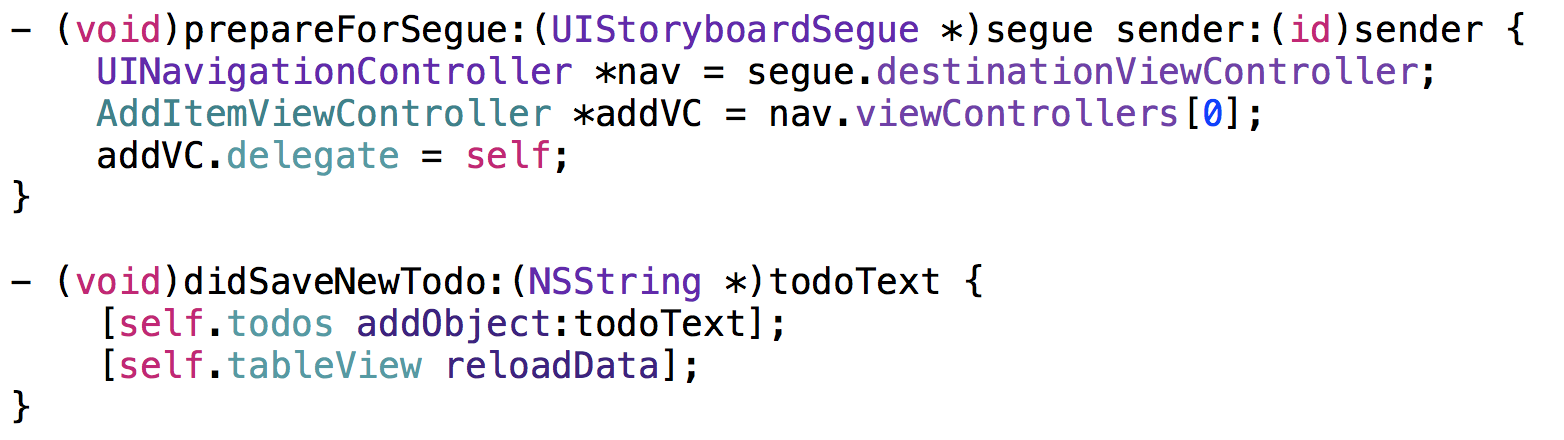 - (void)prepareForSegue:(UIStoryboardSegue *)segue sender:(id)sender {
    UINavigationController *nav = segue.destinationViewController;
    AddItemViewController *addVC = nav.viewControllers[0];
    addVC.delegate = self;
}

- (void)didSaveNewTodo:(NSString *)todoText {
    [self.todos addObject:todoText];
    [self.tableView reloadData];
}